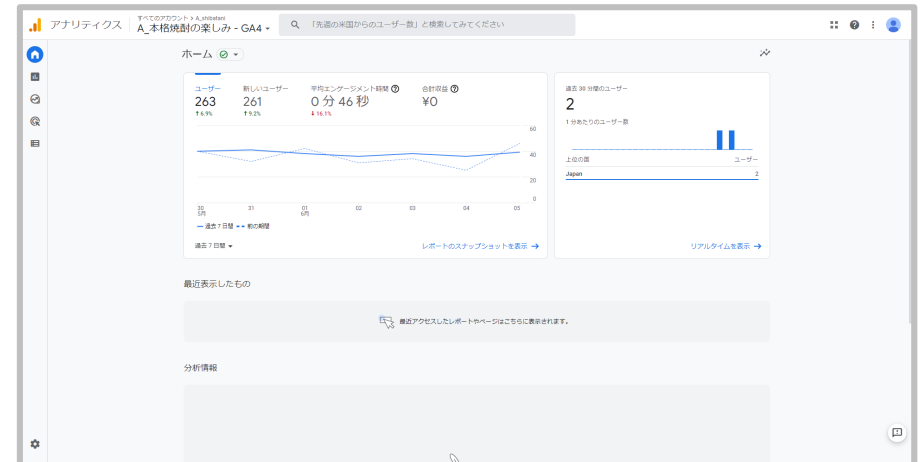 アナリティクス
すべてのアカウント > A_shibatani
A_本格焼酎の楽しみ - GA4
「先週の米国からのユーザー数」と検索してみてください
ホーム
ユーザー
263
6.9%
新しいユーザー
261
9.2%
平均エンゲージメント時間
0 分 46 秒
16.1%
合計収益
¥0
60
40
20
0
30
5月
31
01
6月
02
03
04
05
過去 7 日間
前の期間
過去 7 日間
レポートのスナップショットを表示
過去 30 分間のユーザー
2
1 分あたりのユーザー数
上位の国
ユーザー
Japan
2
リアルタイムを表示
最近表示したもの
最近アクセスしたレポートやページはこちらに表示されます。
分析情報